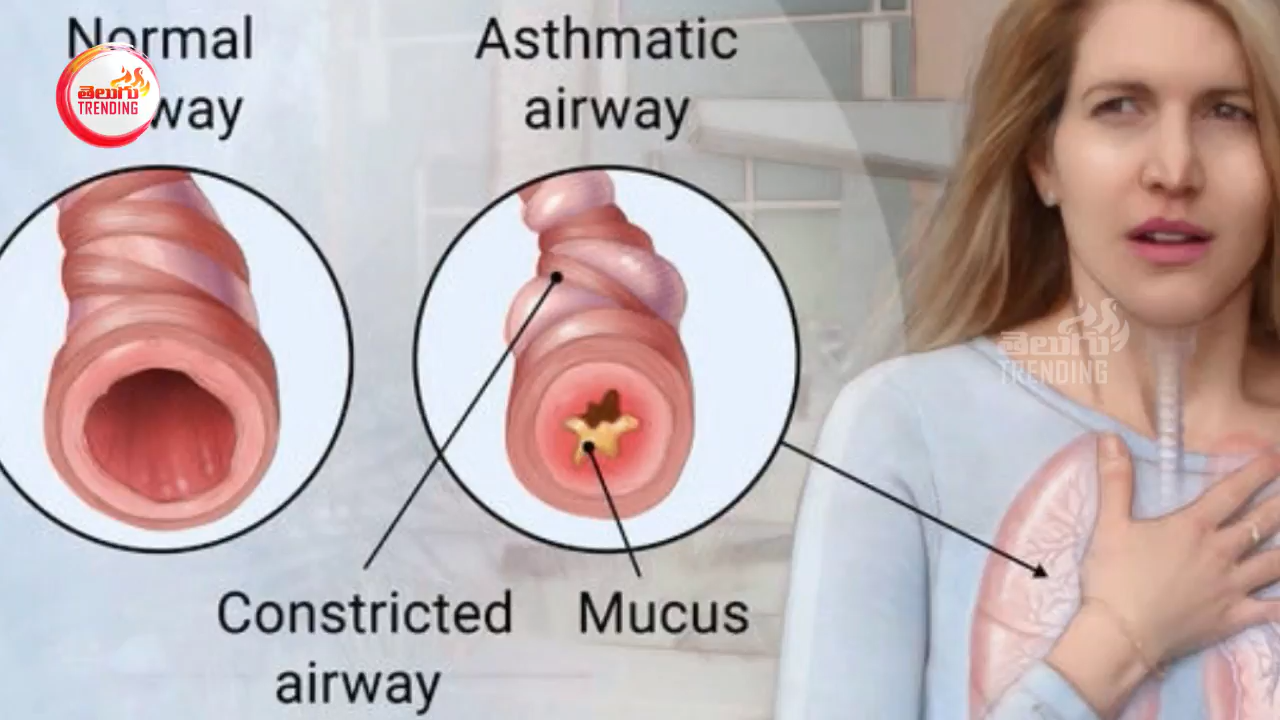 Normal
way
Asthmatic
airway
తెలుగు
TRENDING
తెలుగు
TRENDING
Constricted
airway
Mucus